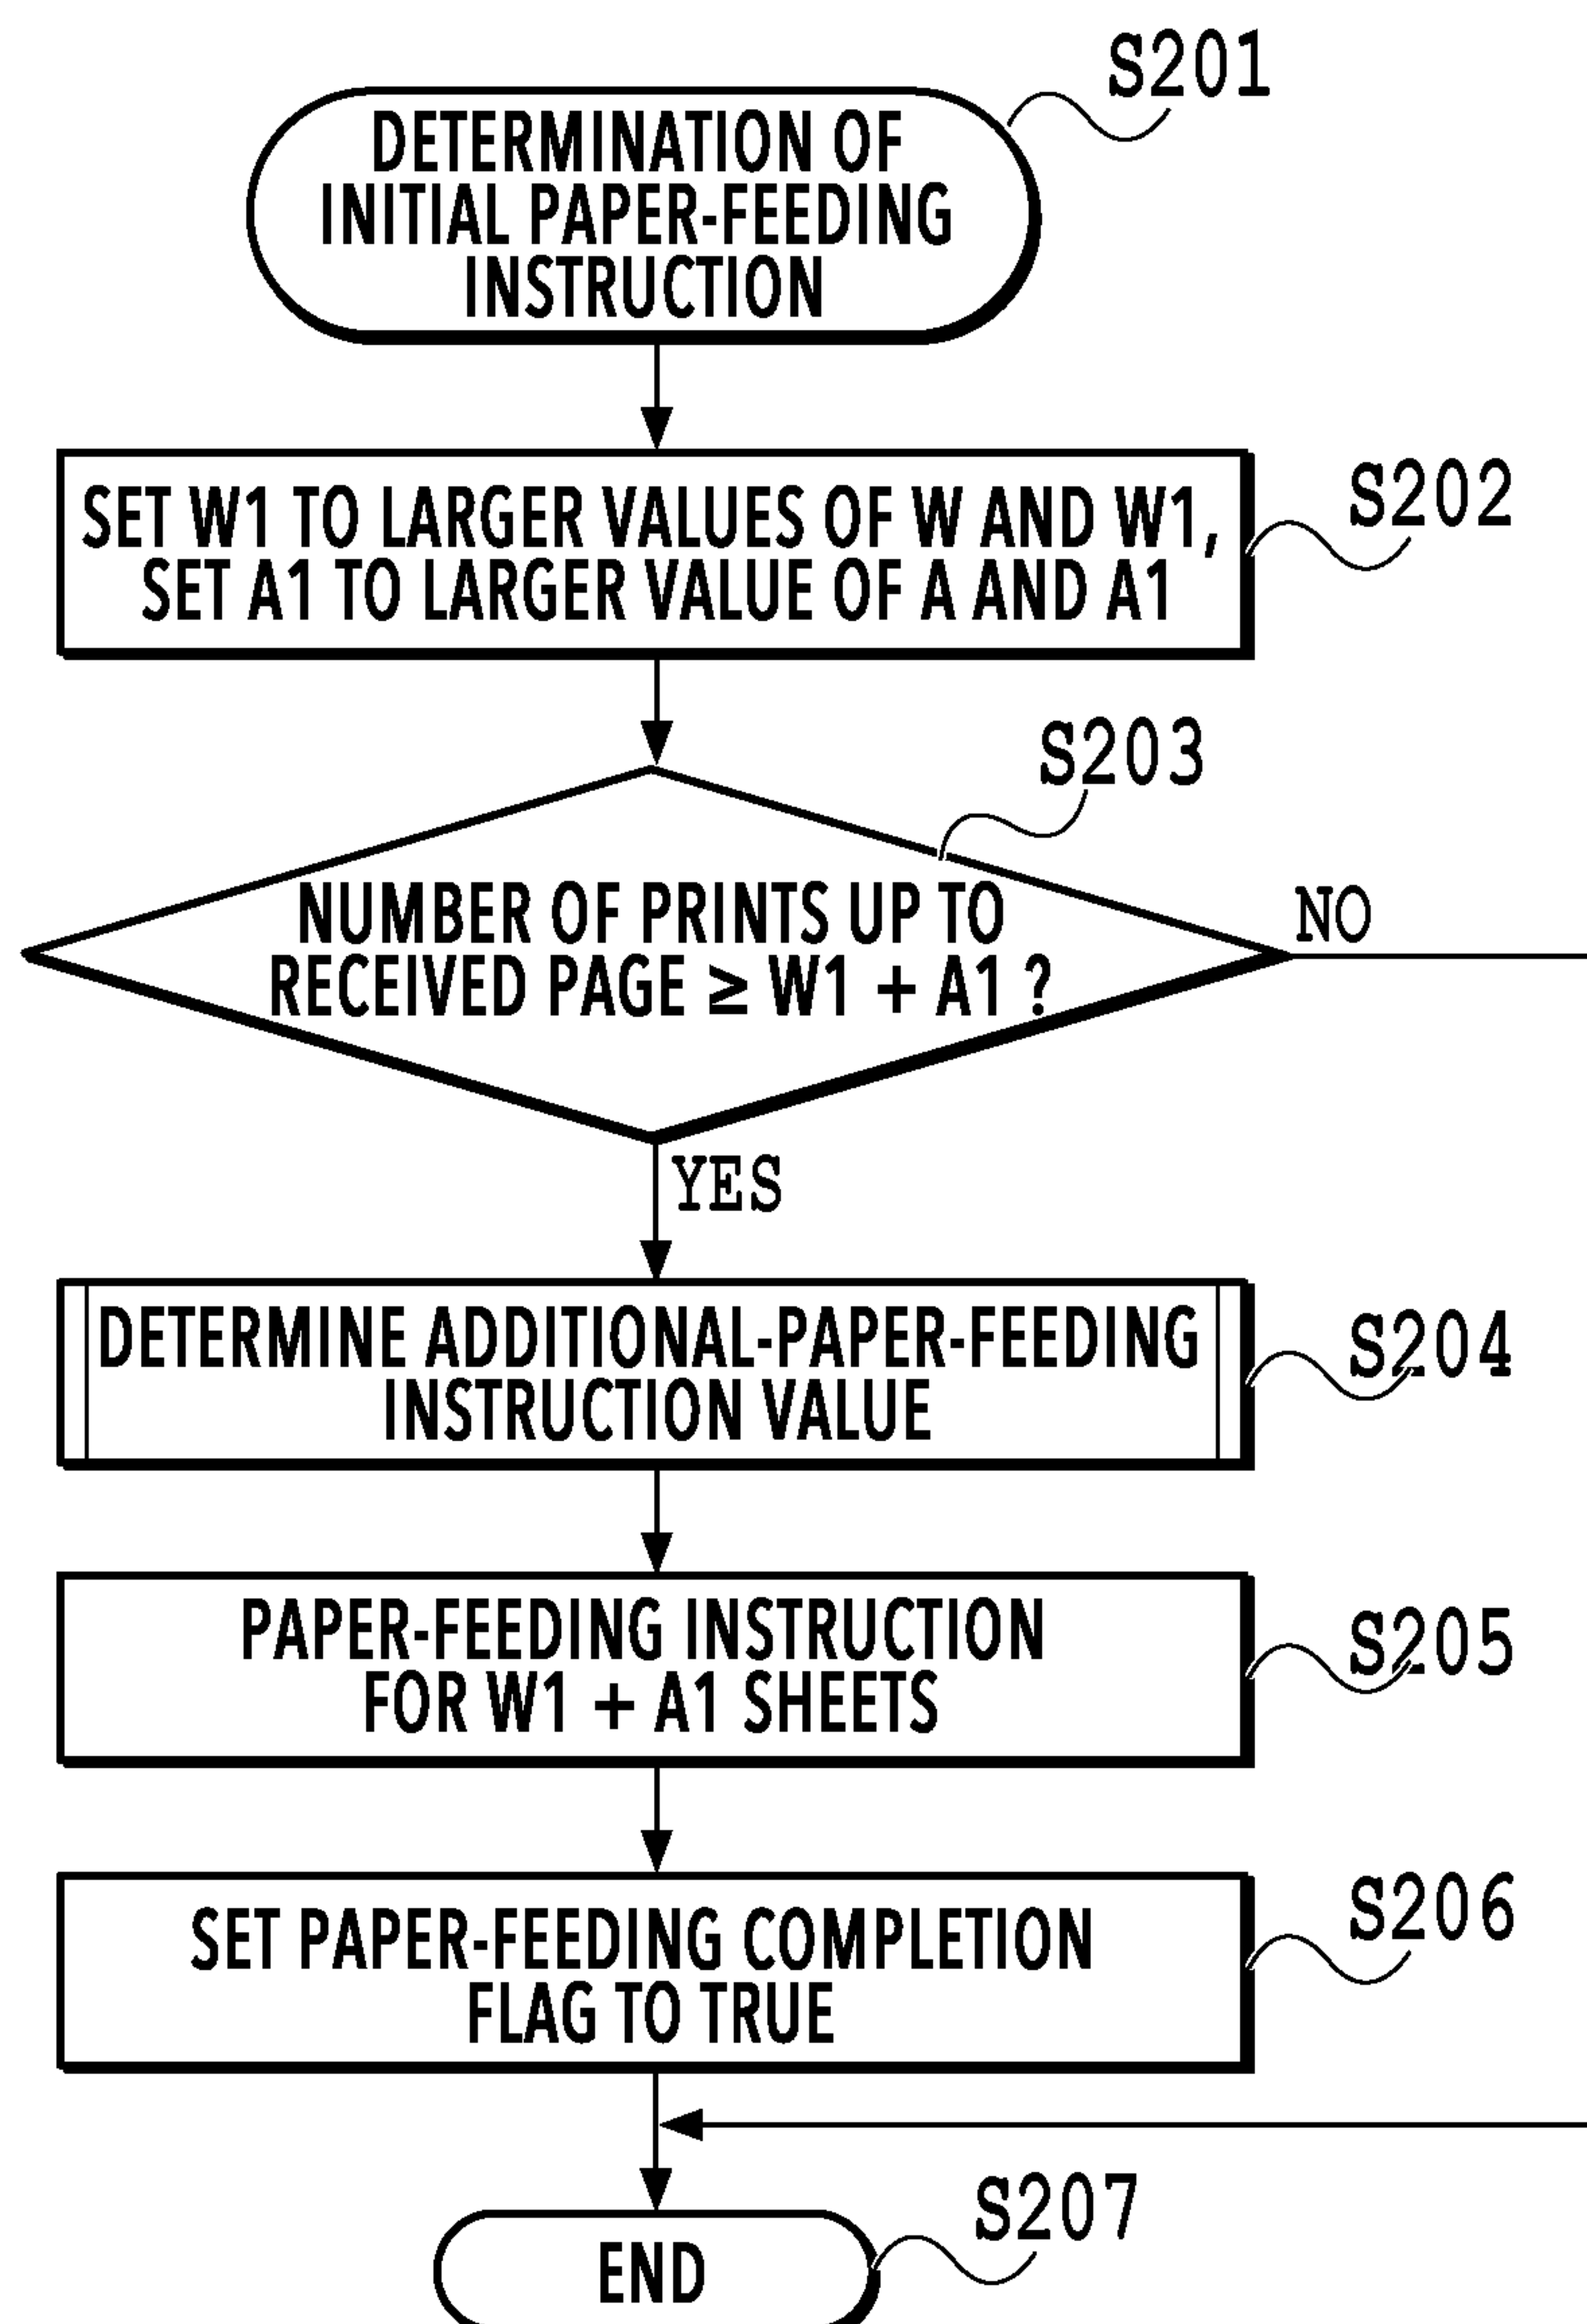 S201
DETERMINATION OF
INITIAL PAPER-FEEDING
INSTRUCTION
S202
SET W1 TO LARGER VALUES OF W AND W1,
SET A1 TO LARGER VALUE OF A AND A1
S203
NUMBER OF PRINTS UP TO
RECEIVED PAGE ≥ W1 + A1 ?
NO
YES
S204
DETERMINE ADDITIONAL-PAPER-FEEDING
INSTRUCTION VALUE
S205
PAPER-FEEDING INSTRUCTION
FOR W1 + A1 SHEETS
S206
SET PAPER-FEEDING COMPLETION
FLAG TO TRUE
S207
END